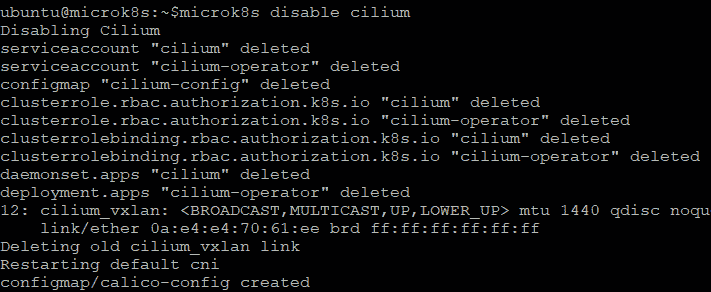 ubuntu@microk8s:~$microk8s disable cilium
Disabling Cilium
serviceaccount "cilium" deleted
serviceaccount "cilium-operator" deleted
configmap "cilium-config" deleted
clusterrole.rbac.authorization.k8s.io "cilium" deleted
clusterrole.rbac.authorization.k8s.io "cilium-operator" deleted
clusterrolebinding.rbac.authorization.k8s.io "cilium" deleted
clusterrolebinding.rbac.authorization.k8s.io "cilium-operator" deleted
daemonset.apps "cilium" deleted
deployment.apps "cilium-operator" deleted
12: cilium_vxlan: <BROADCAST,MULTICAST,UP,LOWER_UP> mtu 1440 qdisc noqu
link/ether 0a:e4:e4:70:61:ee brd ff:ff:ff:ff:ff:ff
Deleting old cilium_vxlan link
Restarting default cni
configmap/calico-config created